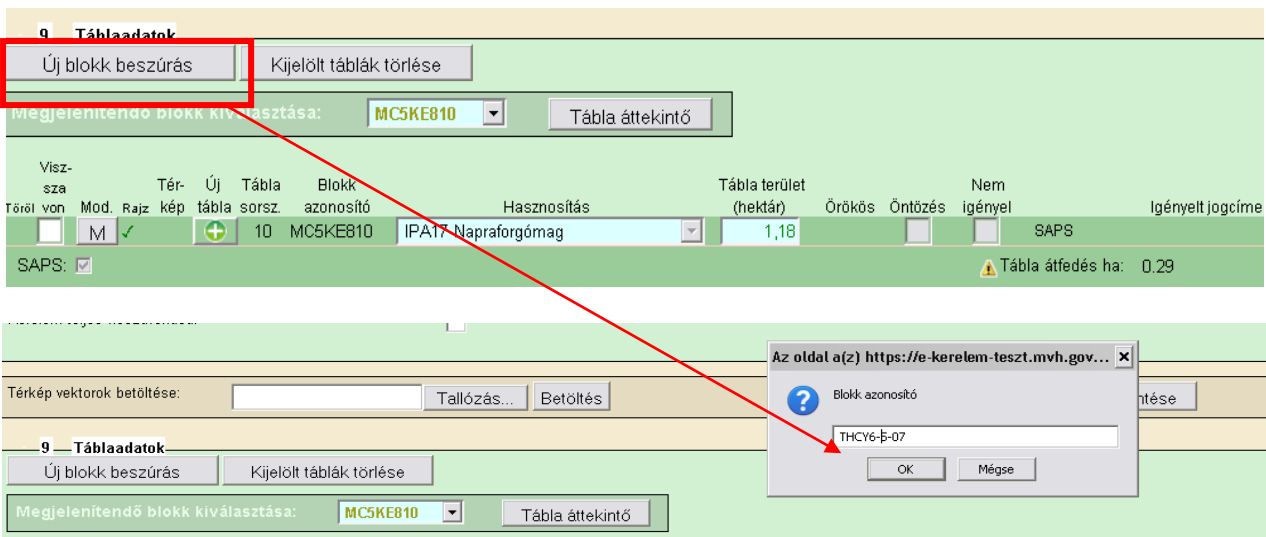 9 Táblaadatok
Új blokk beszúrás Kijelölt táblák törlése
Megjelenítendő blokk kiválasztása: MC5KE810 Tábla áttekintő
Töröl Visz-sza von Mod. Rajz Tér-kép Új tábla Tábla sorsz. Blokk azonosító Hasznosítás Tábla terület (hektár) Örökös Öntözés Nem igényel Igényelt jogcíme
M 10 MC5KE810 IPA17 Napraforgómag 1,18 SAPS
SAPS: Tábla átfedés ha: 0.29
Az oldal a(z) https://e-kerelem-teszt.mvh.gov...
Térkép vektorok betöltése: Tallózás... Betöltés
Blokk azonosító
THCY6-5-07
OK Mégse
9 Táblaadatok
Új blokk beszúrás Kijelölt táblák törlése
Megjelenítendő blokk kiválasztása: MC5KE810 Tábla áttekintő